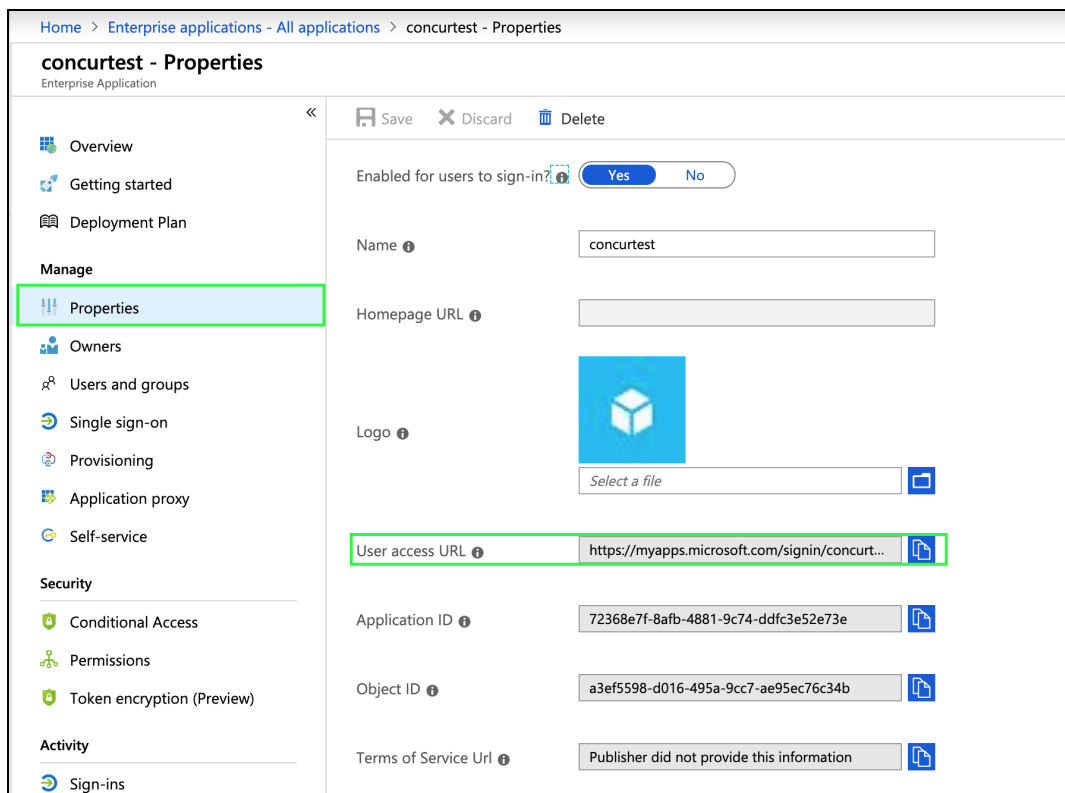 Home > Enterprise applications - All applications > concurtest - Properties
concurtest - Properties
Enterprise Application
«
Overview
Getting started
Deployment Plan
Manage
Properties
Owners
Users and groups
Single sign-on
Provisioning
Application proxy
Self-service
Security
Conditional Access
Permissions
Token encryption (Preview)
Activity
Sign-ins
Save Discard Delete
Enabled for users to sign-in? Yes No
Name concurtest
Homepage URL
Logo
Select a file
User access URL https://myapps.microsoft.com/signin/concurt...
Application ID 72368e7f-8afb-4881-9c74-ddfc3e52e73e
Object ID a3ef5598-d016-495a-9cc7-ae95ec76c34b
Terms of Service Url Publisher did not provide this information